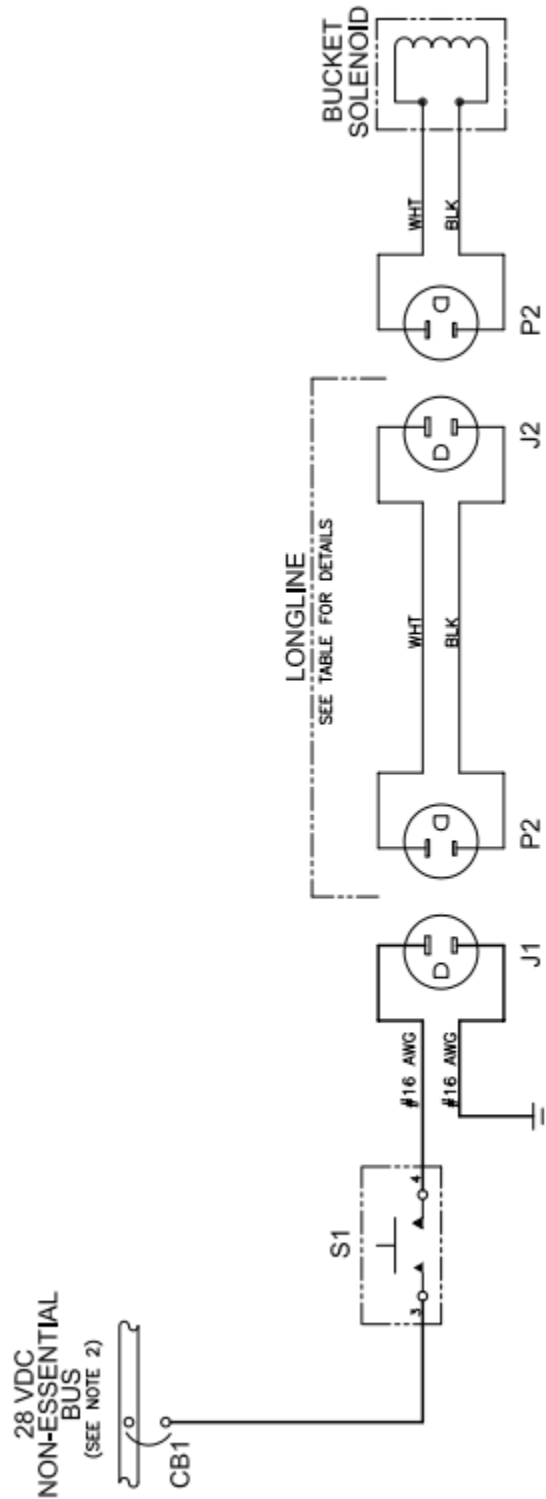 28 VDC
NON-ESSENTIAL
BUS
(SEE NOTE 2)
CB1
S1
3
4
#16 AWG
#16 AWG
J1
LONGLINE
SEE TABLE FOR DETAILS
P2
WHT
BLK
J2
P2
WHT
BLK
BUCKET
SOLENOID